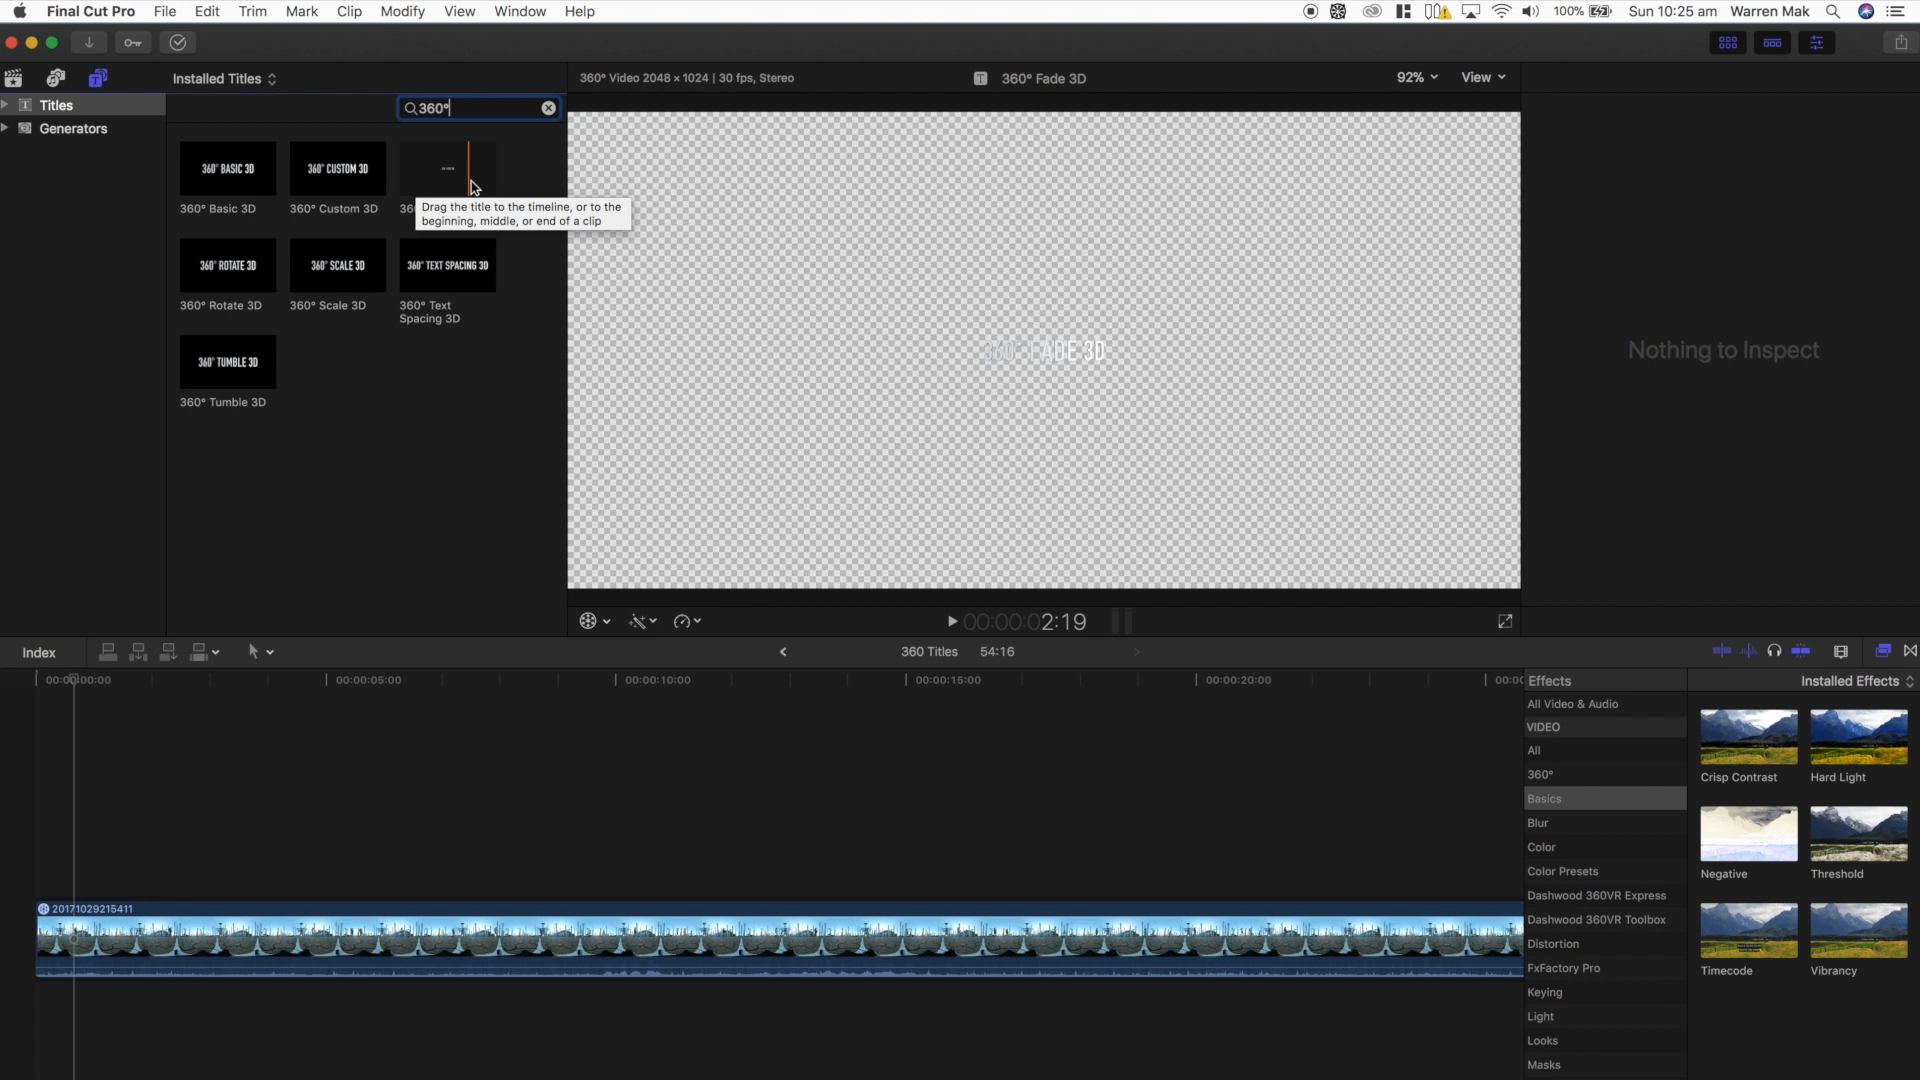 Final Cut Pro File Edit Trim Mark Clip Modify View Window Help 100% Sun 10:25 am Warren Mak
Installed Titles 360° Video 2048 × 1024 | 30 fps, Stereo 360° Fade 3D 92% View
Titles 360°
Generators
360° BASIC 3D 360° CUSTOM 3D
360° Basic 3D 360° Custom 3D 36
Drag the title to the timeline, or to the
beginning, middle, or end of a clip
360° ROTATE 3D 360° SCALE 3D 360° TEXT SPACING 3D
360° Rotate 3D 360° Scale 3D 360° Text
Spacing 3D
360° TUMBLE 3D
360° Tumble 3D
360° FADE 3D
Nothing to Inspect
00:00:02:19
Index 360 Titles 54:16
00:00:00:00 00:00:05:00 00:00:10:00 00:00:15:00 00:00:20:00 00:00
Effects Installed Effects
All Video & Audio
VIDEO
All
360°
Basics
Blur
Color
Color Presets
Dashwood 360VR Express
Dashwood 360VR Toolbox
Distortion
FxFactory Pro
Keying
Light
Looks
Masks
Crisp Contrast Hard Light
Negative Threshold
Timecode Vibrancy
20171029215411